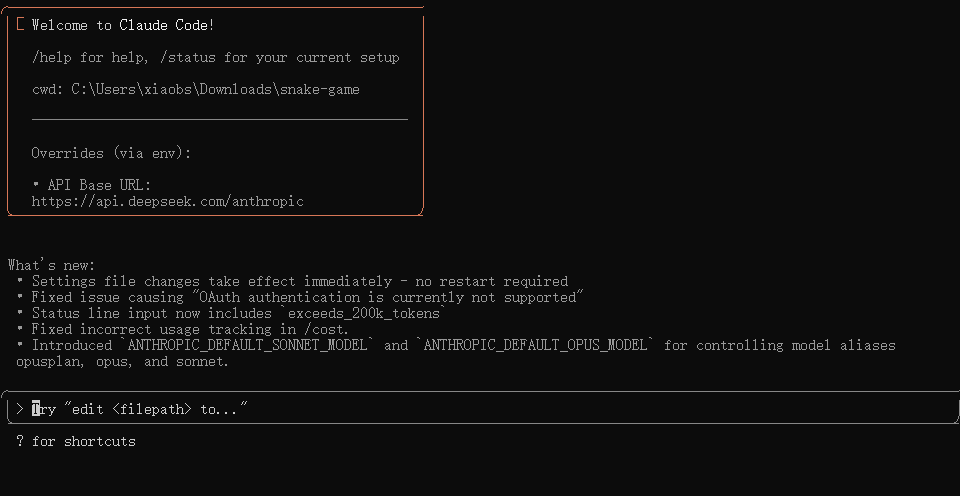 Welcome to Claude Code!
/help for help, /status for your current setup
cwd: C:\Users\xiaobs\Downloads\snake-game
Overrides (via env):
• API Base URL:
https://api.deepseek.com/anthropic
What's new:
• Settings file changes take effect immediately - no restart required
• Fixed issue causing "OAuth authentication is currently not supported"
• Status line input now includes `exceeds_200k_tokens`
• Fixed incorrect usage tracking in /cost.
• Introduced `ANTHROPIC_DEFAULT_SONNET_MODEL` and `ANTHROPIC_DEFAULT_OPUS_MODEL` for controlling model aliases
opusplan, opus, and sonnet.
> Try "edit <filepath> to..."
? for shortcuts